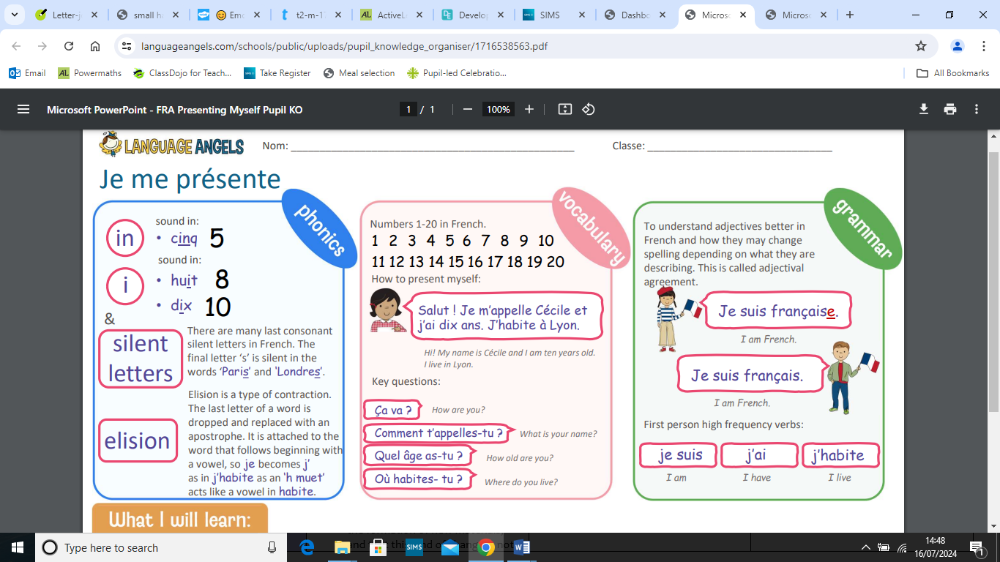 Letter-j
small ha
Emo
t2-m-17
ActiveL
Develop
SIMS
Dashbo
Micros
Micros
languageangels.com/schools/public/uploads/pupil_knowledge_organiser/1716538563.pdf
Email
Powermaths
ClassDojo for Teach...
Take Register
Meal selection
Pupil-led Celebratio...
All Bookmarks
Microsoft PowerPoint - FRA Presenting Myself Pupil KO
1 / 1
100%
LANGUAGE ANGELS
Nom:
Classe:
Je me présente
phonics
in
sound in:
• cinq 5
i
sound in:
• huit 8
• dix 10
&
silent
letters
There are many last consonant
silent letters in French. The
final letter ‘s’ is silent in the
words ‘Paris’ and ‘Londres’.
elision
Elision is a type of contraction.
The last letter of a word is
dropped and replaced with an
apostrophe. It is attached to the
word that follows beginning with
a vowel, so je becomes j’
as in j’habite as an ‘h muet’
acts like a vowel in habite.
vocabulary
Numbers 1-20 in French.
1 2 3 4 5 6 7 8 9 10
11 12 13 14 15 16 17 18 19 20
How to present myself:
Salut ! Je m’appelle Cécile et
j’ai dix ans. J’habite à Lyon.
Hi! My name is Cécile and I am ten years old.
I live in Lyon.
Key questions:
Ça va ?
How are you?
Comment t’appelles-tu ?
What is your name?
Quel âge as-tu ?
How old are you?
Où habites- tu ?
Where do you live?
grammar
To understand adjectives better in
French and how they may change
spelling depending on what they are
describing. This is called adjectival
agreement.
Je suis française.
I am French.
Je suis français.
I am French.
First person high frequency verbs:
je suis
j’ai
j’habite
I am
I have
I live
What I will learn:
Type here to search
SIMS
14:48
16/07/2024
1